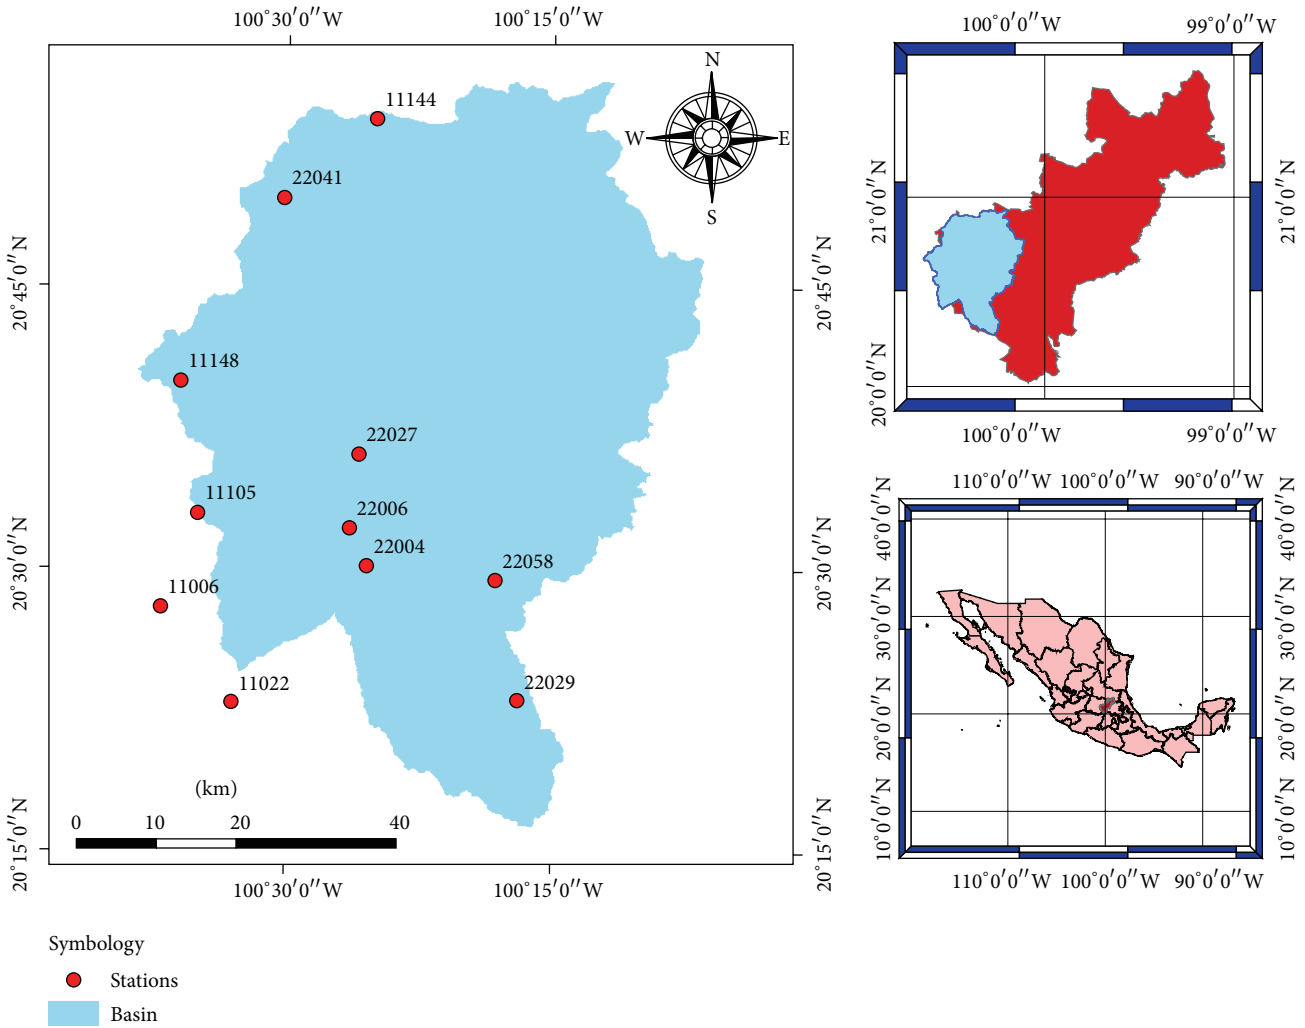 100°30′0″W 100°15′0″W
N
W E
S
11144
22041
20°45′0″N 20°45′0″N
11148
22027
11105
22006
22004
22058
20°30′0″N 20°30′0″N
11006
11022
22029
(km)
0 10 20 40
20°15′0″N 20°15′0″N
100°30′0″W 100°15′0″W
Symbology
Stations
Basin
100°0′0″W 99°0′0″W
21°0′0″N 21°0′0″N
20°0′0″N 20°0′0″N
100°0′0″W 99°0′0″W
110°0′0″W 100°0′0″W 90°0′0″W
40°0′0″N 40°0′0″N
30°0′0″N 30°0′0″N
20°0′0″N 20°0′0″N
10°0′0″N 10°0′0″N
110°0′0″W 100°0′0″W 90°0′0″W